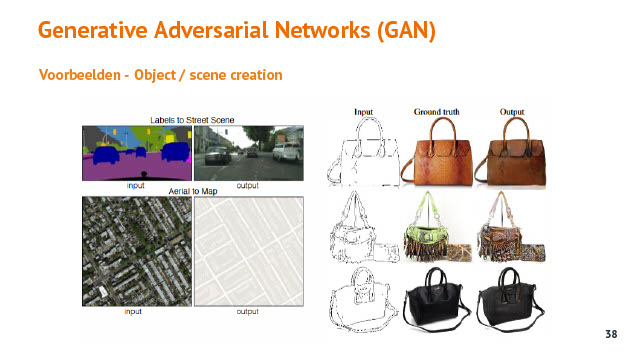 Generative Adversarial Networks (GAN)
Voorbeelden - Object / scene creation
Labels to Street Scene
input output
Aerial to Map
input output
Input Ground truth Output
38